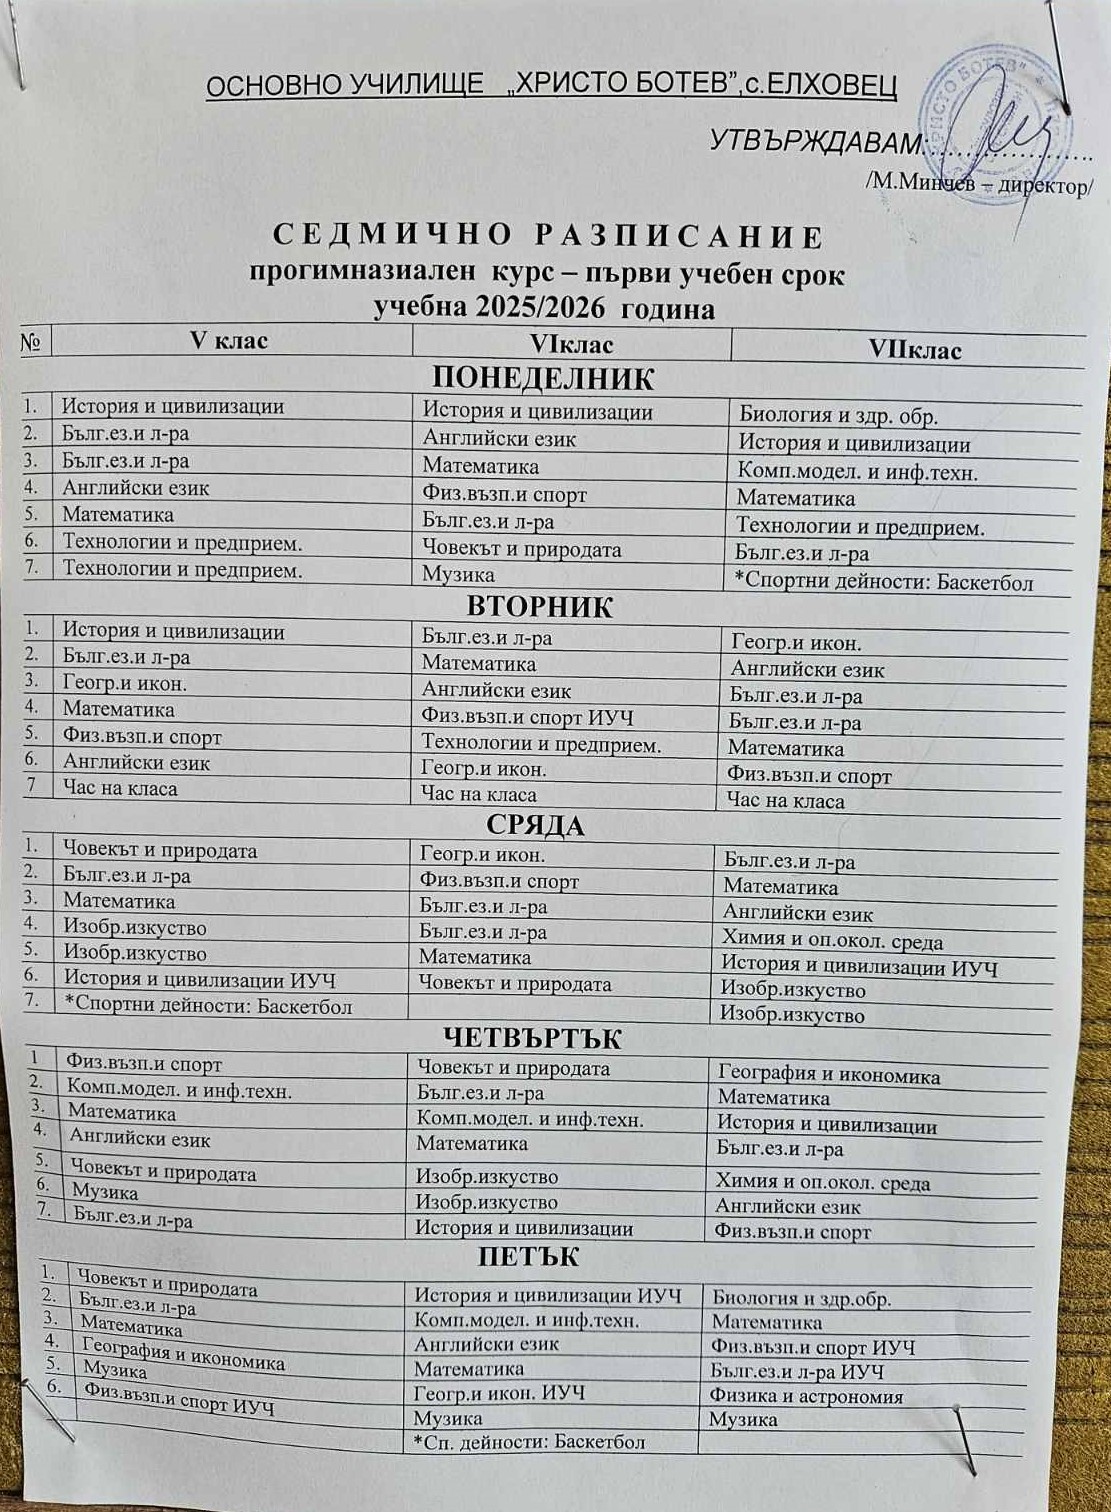 ОСНОВНО УЧИЛИЩЕ „ХРИСТО БОТЕВ",с.ЕЛХОВЕЦ
УТВЪРЖДАВАМ:........................
/М.Минчев – директор/
СЕДМИЧНО РАЗПИСАНИЕ
прогимназиален курс – първи учебен срок
учебна 2025/2026 година
№ V клас VIклас VIIклас
ПОНЕДЕЛНИК
1. История и цивилизации История и цивилизации Биология и здр. обр.
2. Бълг.ез.и л-ра Английски език История и цивилизации
3. Бълг.ез.и л-ра Математика Комп.модел. и инф.техн.
4. Английски език Физ.възп.и спорт Математика
5. Математика Бълг.ез.и л-ра Технологии и предприем.
6. Технологии и предприем. Човекът и природата Бълг.ез.и л-ра
7. Технологии и предприем. Музика *Спортни дейности: Баскетбол
ВТОРНИК
1. История и цивилизации Бълг.ез.и л-ра Геогр.и икон.
2. Бълг.ез.и л-ра Математика Английски език
3. Геогр.и икон. Английски език Бълг.ез.и л-ра
4. Математика Физ.възп.и спорт ИУЧ Бълг.ез.и л-ра
5. Физ.възп.и спорт Технологии и предприем. Математика
6. Английски език Геогр.и икон. Физ.възп.и спорт
7 Час на класа Час на класа Час на класа
СРЯДА
1. Човекът и природата Геогр.и икон. Бълг.ез.и л-ра
2. Бълг.ез.и л-ра Физ.възп.и спорт Математика
3. Математика Бълг.ез.и л-ра Английски език
4. Изобр.изкуство Бълг.ез.и л-ра Химия и оп.окол. среда
5. Изобр.изкуство Математика История и цивилизации ИУЧ
6. История и цивилизации ИУЧ Човекът и природата Изобр.изкуство
7. *Спортни дейности: Баскетбол Изобр.изкуство
ЧЕТВЪРТЪК
1 Физ.възп.и спорт Човекът и природата География и икономика
2. Комп.модел. и инф.техн. Бълг.ез.и л-ра Математика
3. Математика Комп.модел. и инф.техн. История и цивилизации
4. Английски език Математика Бълг.ез.и л-ра
5. Човекът и природата Изобр.изкуство Химия и оп.окол. среда
6. Музика Изобр.изкуство Английски език
7. Бълг.ез.и л-ра История и цивилизации Физ.възп.и спорт
ПЕТЪК
1. Човекът и природата История и цивилизации ИУЧ Биология и здр.обр.
2. Бълг.ез.и л-ра Комп.модел. и инф.техн. Математика
3. Математика Английски език Физ.възп.и спорт ИУЧ
4. География и икономика Математика Бълг.ез.и л-ра ИУЧ
5. Музика Геогр.и икон. ИУЧ Физика и астрономия
6. Физ.възп.и спорт ИУЧ Музика Музика
*Сп. дейности: Баскетбол